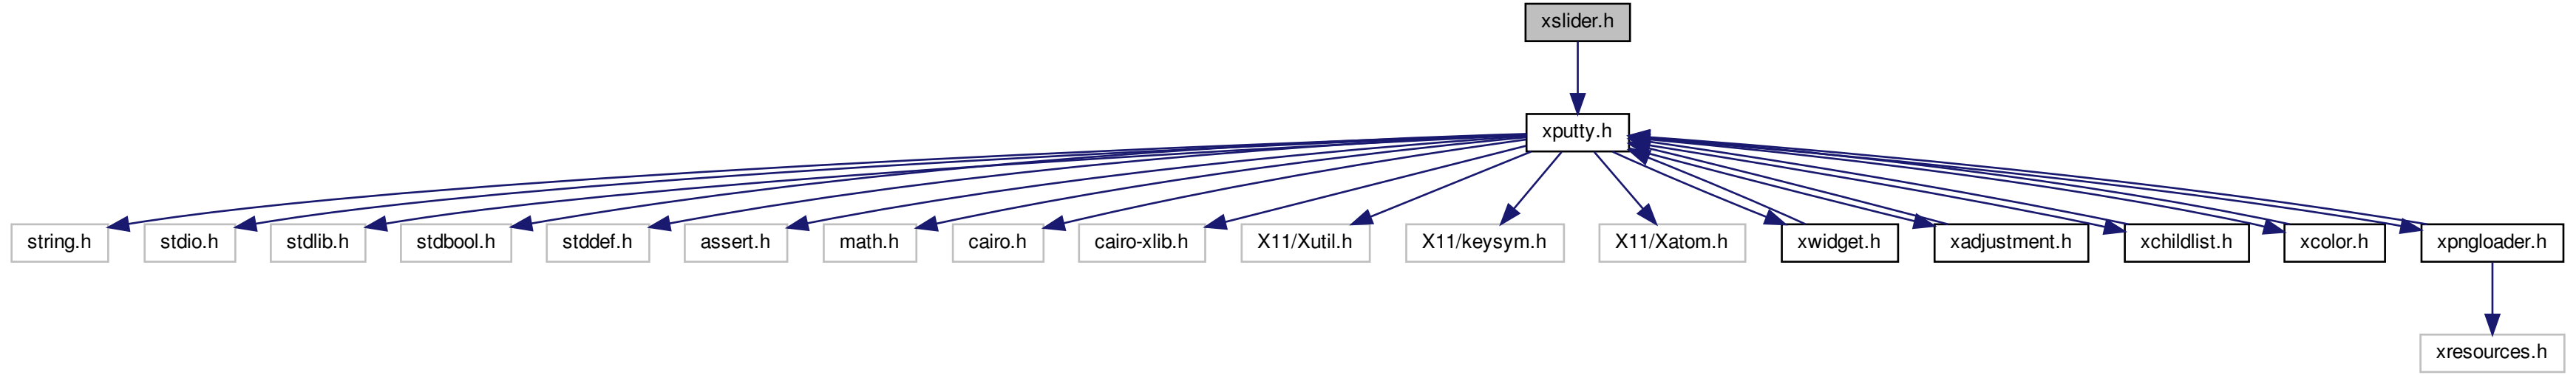 xslider.h
xputty.h
string.h
stdio.h
stdlib.h
stdbool.h
stddef.h
assert.h
math.h
cairo.h
cairo-xlib.h
X11/Xutil.h
X11/keysym.h
X11/Xatom.h
xwidget.h
xadjustment.h
xchildlist.h
xcolor.h
xpngloader.h
xresources.h